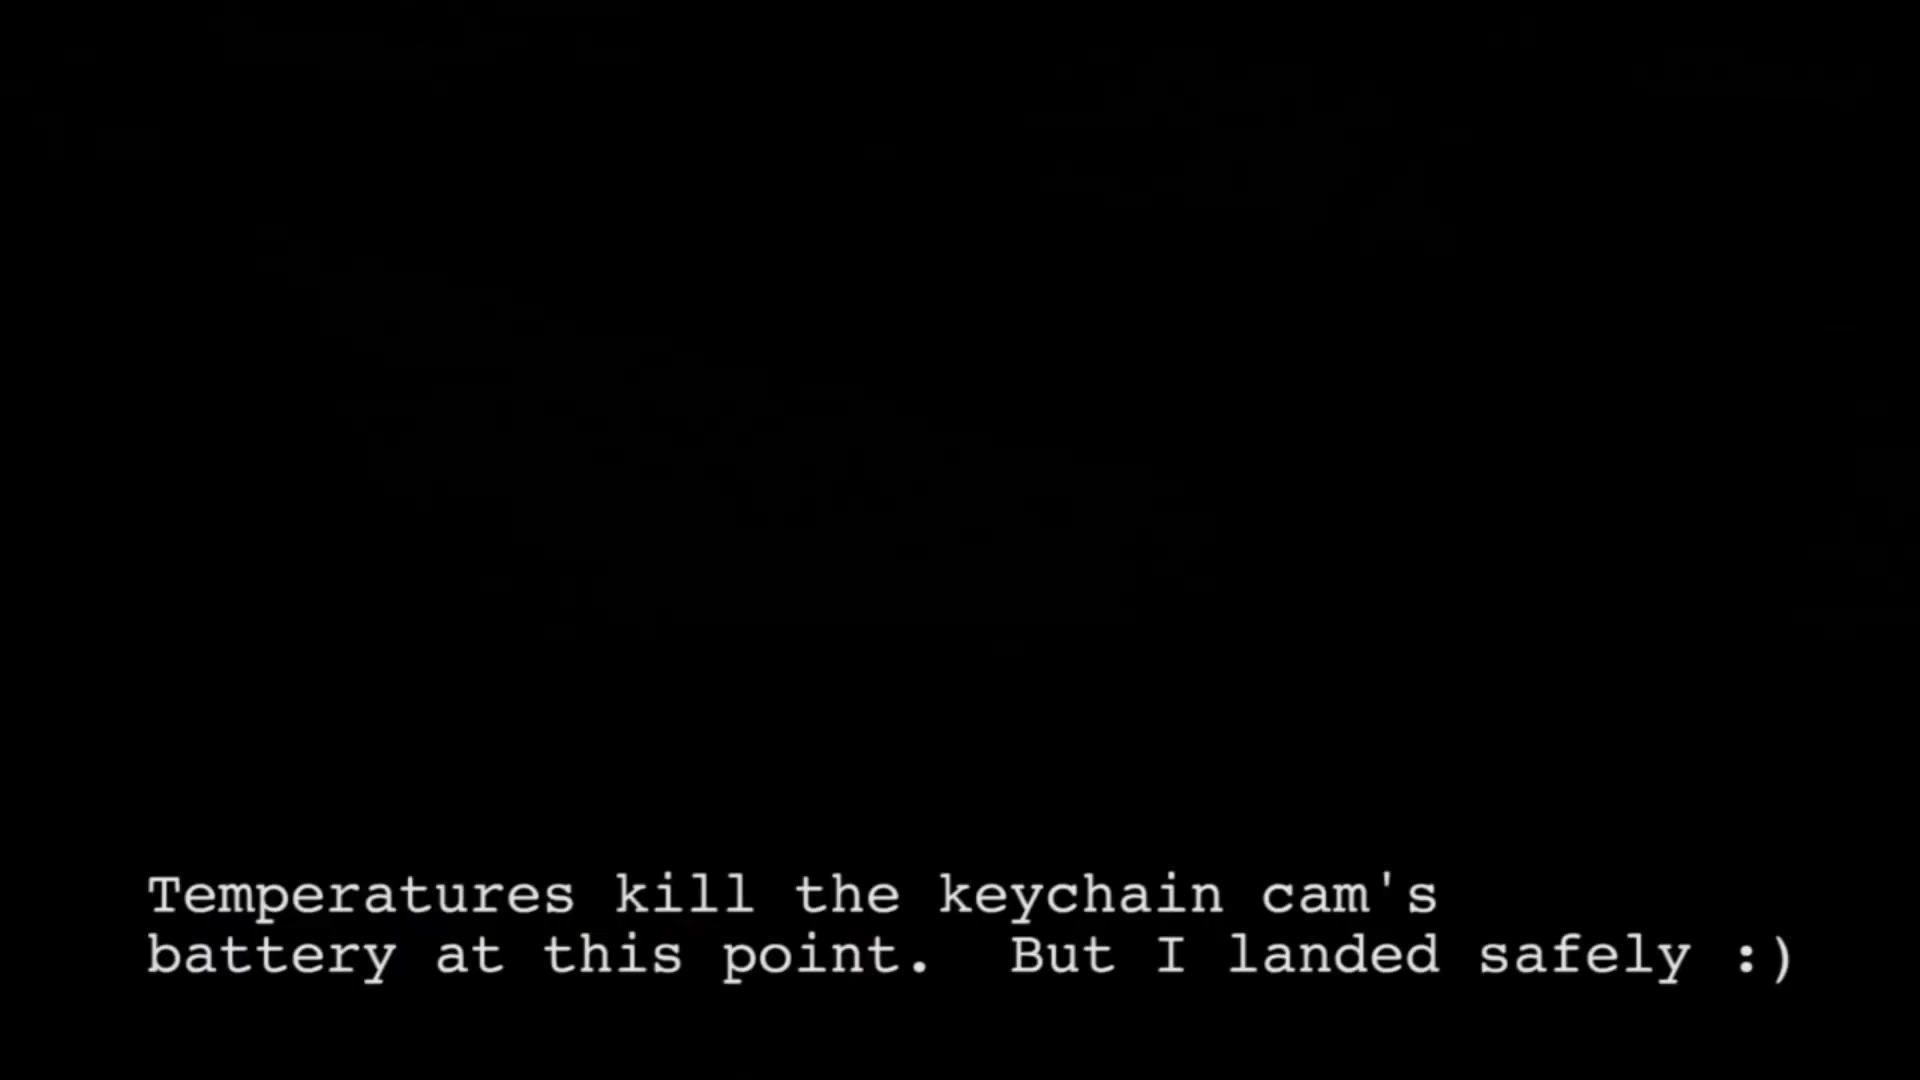 Temperatures kill the keychain cam's
battery at this point.  But I landed safely :)